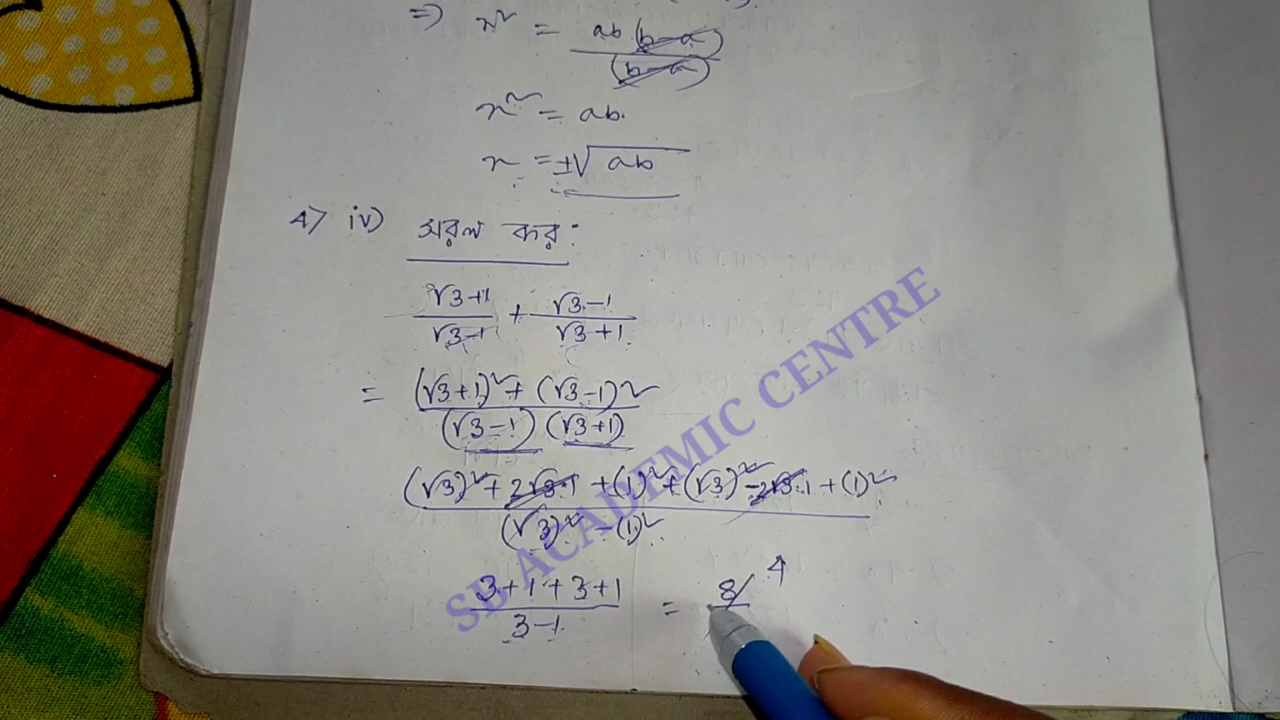 => x² = ab (b-a) / (b-a)
x² = ab.
x = ±√ab
4> iv) সরল কর:
√3+1 / √3-1 + √3-1 / √3+1
= (√3+1)² + (√3-1)² / (√3-1) (√3+1)
(√3)² + 2√3.1 + (1)² + (√3)² - 2√3.1 + (1)² / (√3)² - (1)²
3+1+3+1 / 3-1 = 8 4
SB ACADEMIC CENTRE